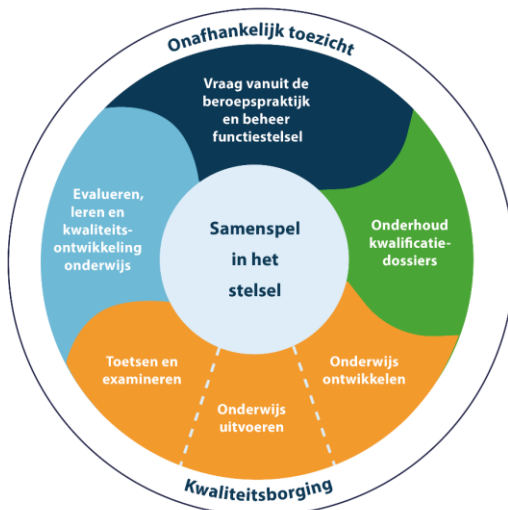 Onafhankelijk toezicht
Vraag vanuit de
beroepspraktijk
en beheer
functiestelsel
Evalueren,
leren en
kwaliteits-
ontwikkeling
onderwijs
Samenspel
in het
stelsel
Onderhoud
kwalificatie-
dossiers
Toetsen en
examineren
Onderwijs
uitvoeren
Onderwijs
ontwikkelen
Kwaliteitsborging